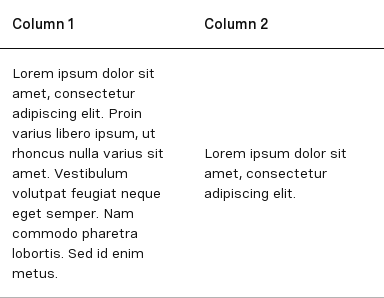 Column 1
Column 2
Lorem ipsum dolor sit
amet, consectetur
adipiscing elit. Proin
varius libero ipsum, ut
rhoncus nulla varius sit
amet. Vestibulum
volutpat feugiat neque
eget semper. Nam
commodo pharetra
lobortis. Sed id enim
metus.
Lorem ipsum dolor sit
amet, consectetur
adipiscing elit.